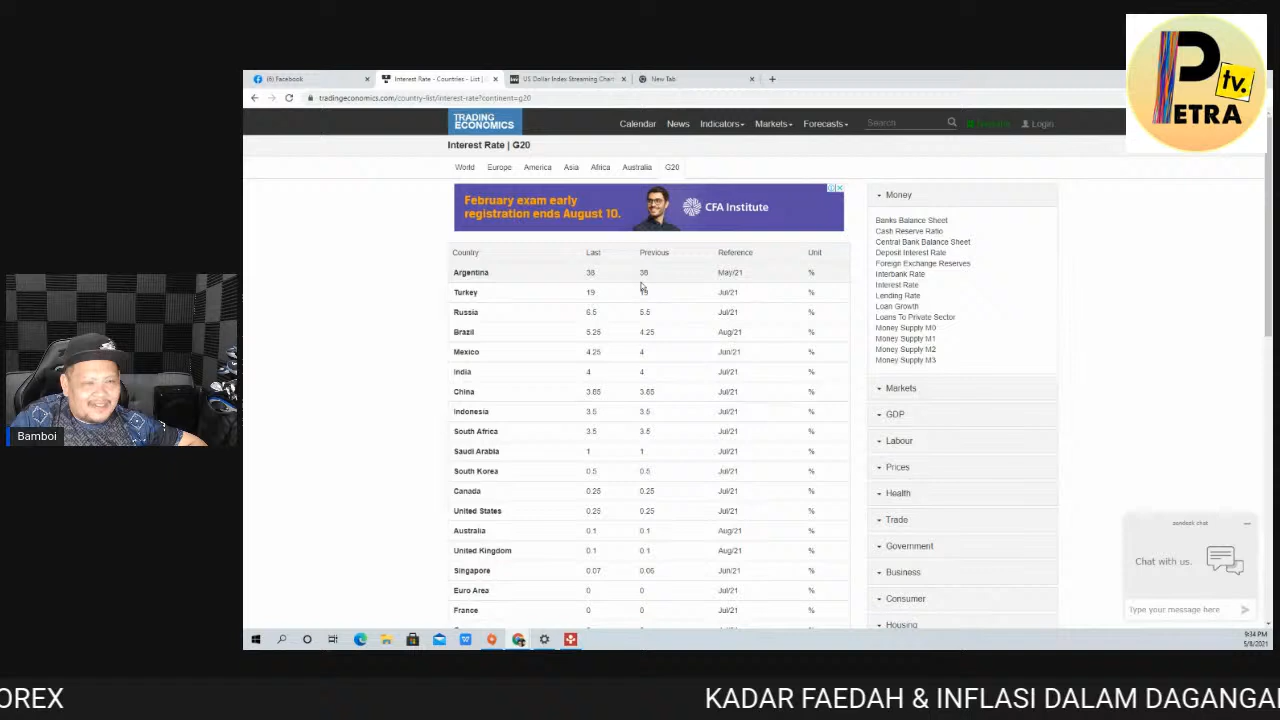 P
tv.
ETRA
(6) Facebook
Interest Rate - Countries - List |
US Dollar Index Streaming Chart
New Tab
tradingeconomics.com/country-list/interest-rate?continent=g20
TRADING
ECONOMICS
Calendar News Indicators Markets Forecasts Search Login
Interest Rate | G20
World Europe America Asia Africa Australia G20
February exam early
registration ends August 10.
CFA Institute
Country Last Previous Reference Unit
Argentina 38 38 May/21 %
Turkey 19 19 Jul/21 %
Russia 6.5 5.5 Jul/21 %
Brazil 5.25 4.25 Aug/21 %
Mexico 4.25 4 Jun/21 %
India 4 4 Jul/21 %
China 3.85 3.85 Jul/21 %
Indonesia 3.5 3.5 Jul/21 %
South Africa 3.5 3.5 Jul/21 %
Saudi Arabia 1 1 Jul/21 %
South Korea 0.5 0.5 Jul/21 %
Canada 0.25 0.25 Jul/21 %
United States 0.25 0.25 Jul/21 %
Australia 0.1 0.1 Aug/21 %
United Kingdom 0.1 0.1 Aug/21 %
Singapore 0.07 0.06 Jun/21 %
Euro Area 0 0 Jul/21 %
France 0 0 Jul/21 %
Money
Banks Balance Sheet
Cash Reserve Ratio
Central Bank Balance Sheet
Deposit Interest Rate
Foreign Exchange Reserves
Interbank Rate
Interest Rate
Lending Rate
Loan Growth
Loans To Private Sector
Money Supply M0
Money Supply M1
Money Supply M2
Money Supply M3
Markets
GDP
Labour
Prices
Health
Trade
Government
Business
Consumer
Housing
zendesk chat
Chat with us.
Type your message here
9:34 PM
5/8/2021
Bamboi
OREX
KADAR FAEDAH & INFLASI DALAM DAGANGA